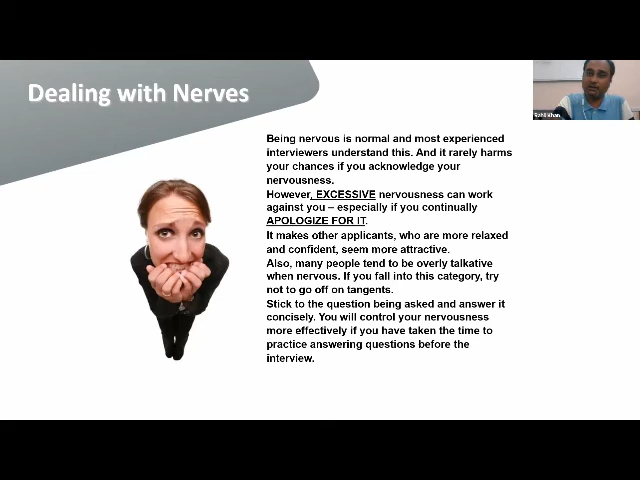 Dealing with Nerves
Being nervous is normal and most experienced
interviewers understand this. And it rarely harms
your chances if you acknowledge your
nervousness.
However, EXCESSIVE nervousness can work
against you – especially if you continually
APOLOGIZE FOR IT.
It makes other applicants, who are more relaxed
and confident, seem more attractive.
Also, many people tend to be overly talkative
when nervous. If you fall into this category, try
not to go off on tangents.
Stick to the question being asked and answer it
concisely. You will control your nervousness
more effectively if you have taken the time to
practice answering questions before the
interview.
Sahil Khan